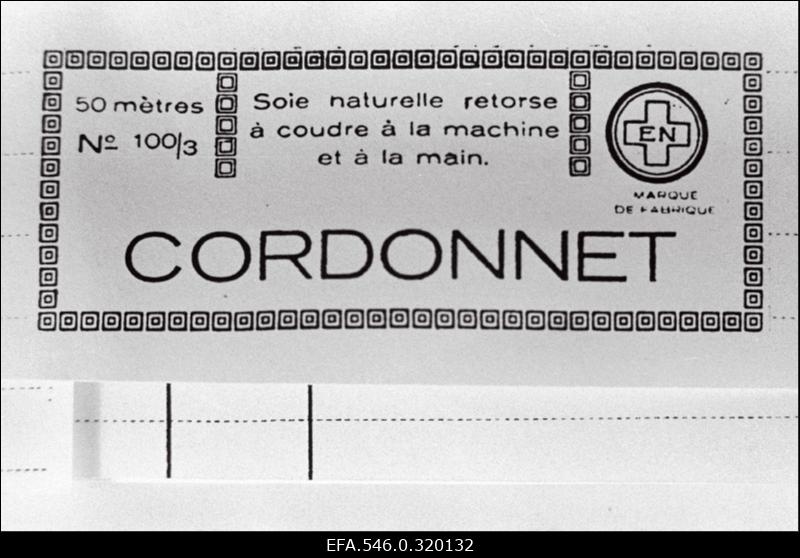 50 mètres
Nº 100/3
Soie naturelle retorse
à coudre à la machine
et à la main.
EN
MARQUE
DE FABRIQUE
CORDONNET
EFA.546.0.320132